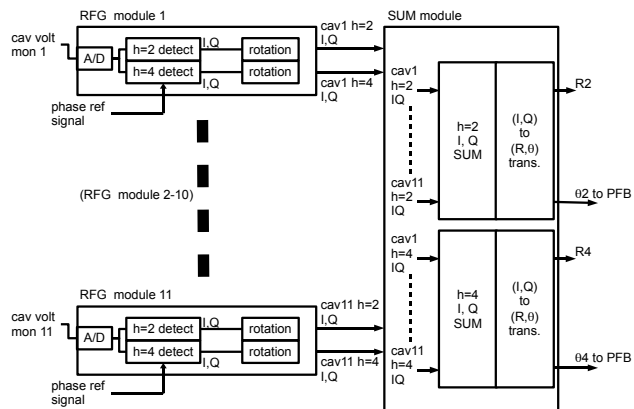 RFG module 1
cav volt
mon 1
A/D
h=2 detect
I,Q
rotation
h=4 detect
I,Q
rotation
phase ref
signal
cav1 h=2
I,Q
cav1 h=4
I,Q
(RFG module 2-10)
RFG module 11
cav volt
mon 11
A/D
h=2 detect
I,Q
rotation
h=4 detect
I,Q
rotation
phase ref
signal
cav11 h=2
I,Q
cav11 h=4
I,Q
SUM module
cav1
h=2
IQ
cav11
h=2
IQ
h=2
I, Q
SUM
(I,Q)
to
(R,θ)
trans.
R2
θ2 to PFB
cav1
h=4
IQ
cav11
h=4
IQ
h=4
I, Q
SUM
(I,Q)
to
(R,θ)
trans.
R4
θ4 to PFB